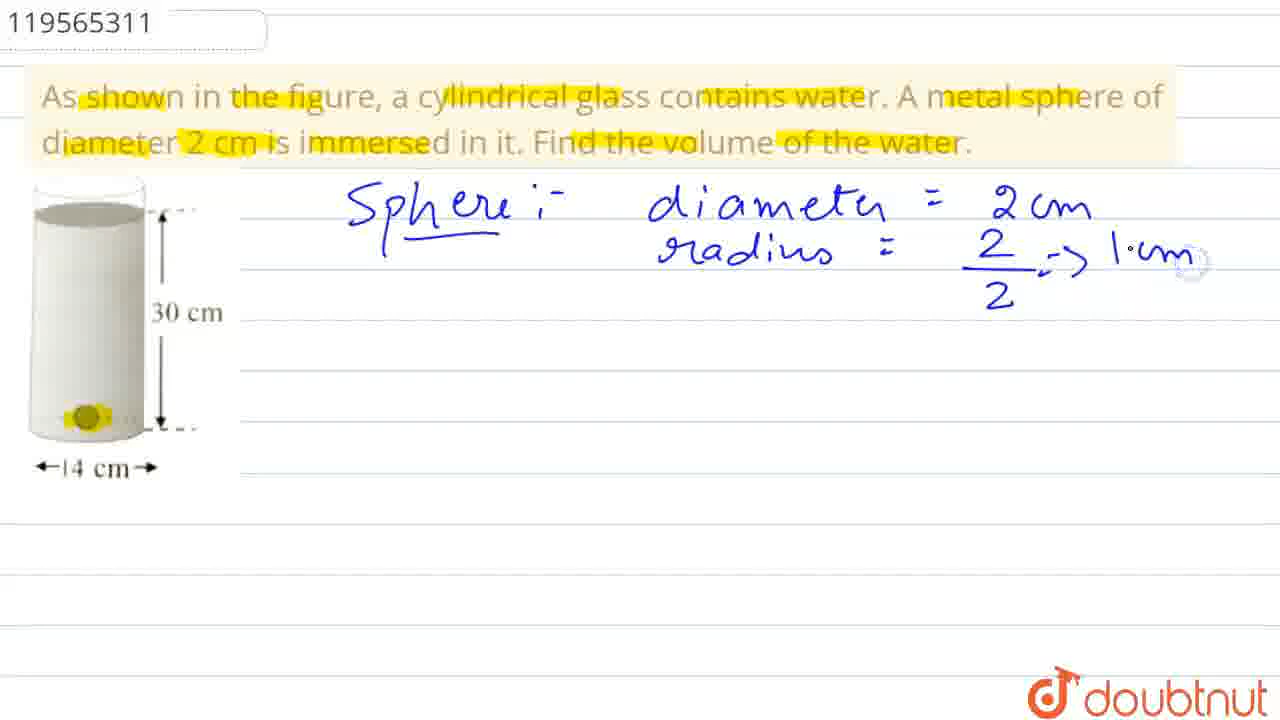 119565311
As shown in the figure, a cylindrical glass contains water. A metal sphere of
diameter 2 cm is immersed in it. Find the volume of the water.
Sphere :- diameter = 2 cm
radius = 2/2 → 1 cm
30 cm
14 cm
doubtnut